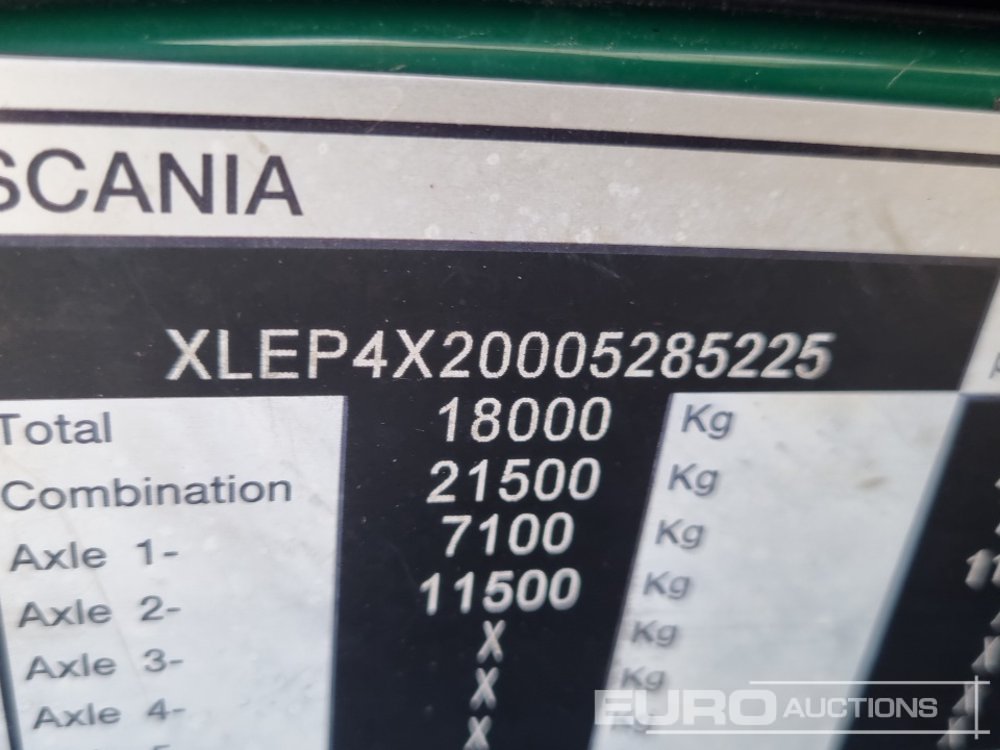 SCANIA
XLEP4X20005285225
Total 18000 Kg
Combination 21500 Kg
Axle 1- 7100 Kg
Axle 2- 11500 Kg
Axle 3- X Kg
Axle 4- X Kg
X
EURO AUCTIONS